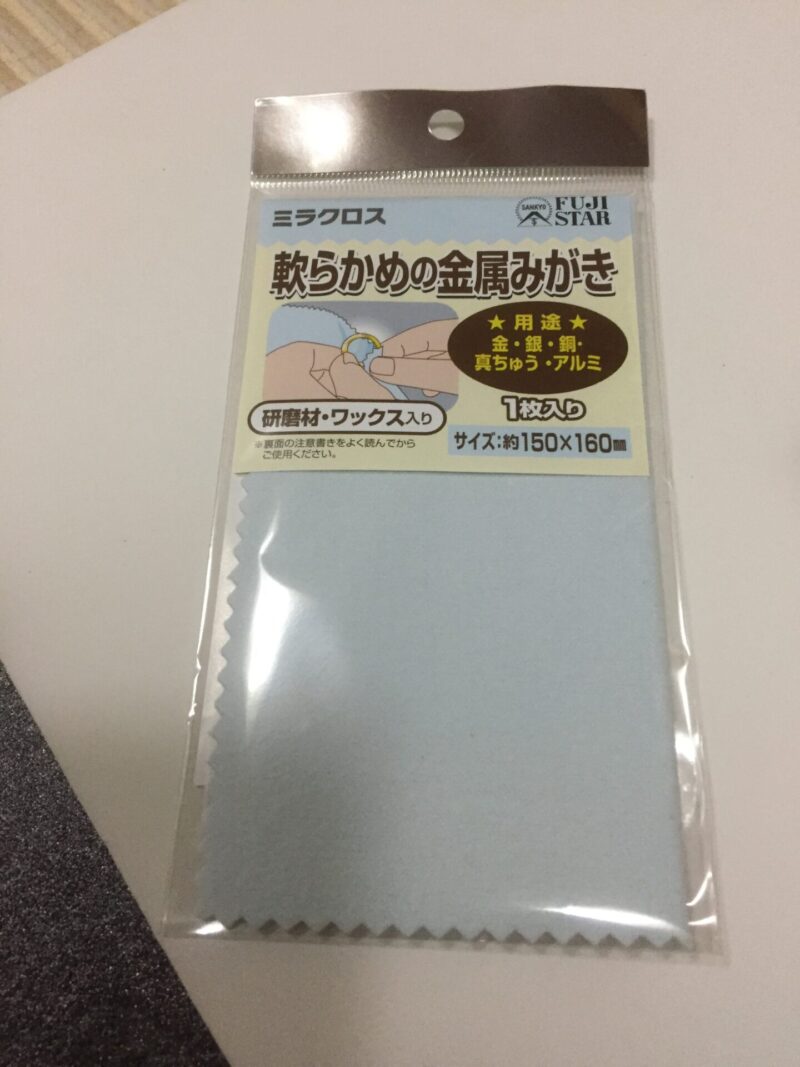 ミラクロス
SANKYO
FUJI
STAR
軟らかめの金属みがき
★用途★
金・銀・銅・
真ちゅう・アルミ
研磨材・ワックス入り
1枚入り
※裏面の注意書きをよく読んでから
ご使用ください。
サイズ:約150×160㎜